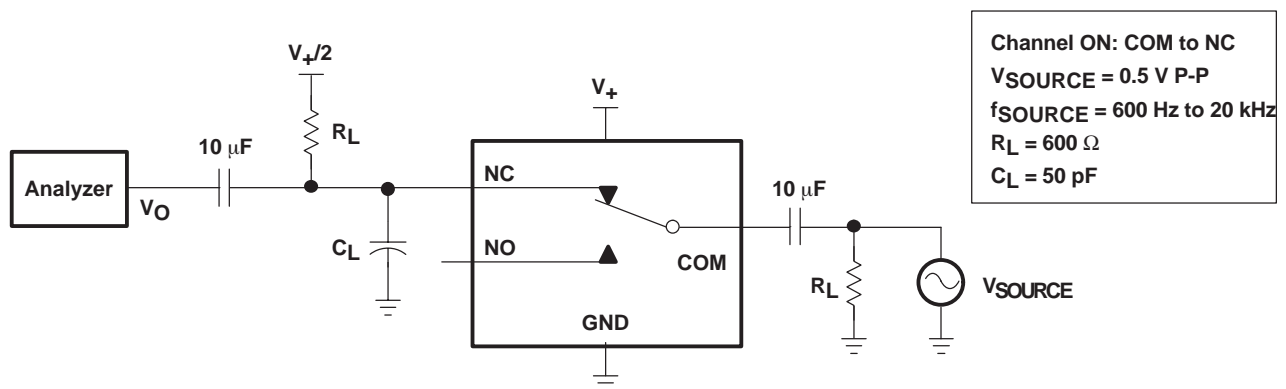 V+/2
RL
10 μF
Analyzer
VO
CL
V+
NC
NO
COM
GND
10 μF
RL
VSOURCE
Channel ON: COM to NC
VSOURCE = 0.5 V P-P
fSOURCE = 600 Hz to 20 kHz
RL = 600 Ω
CL = 50 pF